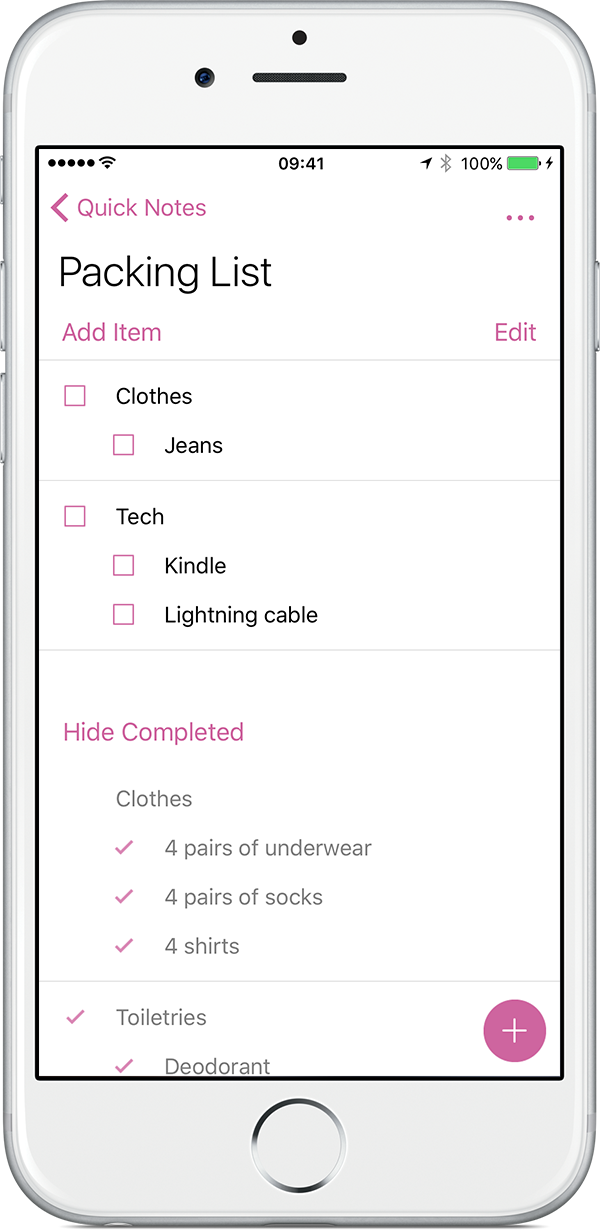 09:41
100%
Quick Notes
Packing List
Add Item
Edit
Clothes
Jeans
Tech
Kindle
Lightning cable
Hide Completed
Clothes
4 pairs of underwear
4 pairs of socks
4 shirts
Toiletries
Deodorant